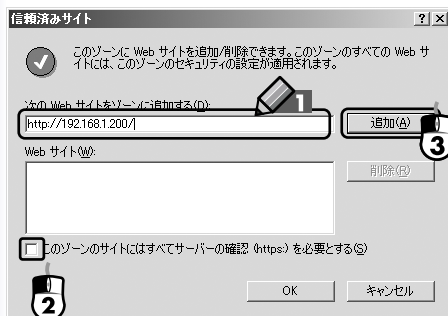 信頼済みサイト
このゾーンに Web サイトを追加/削除できます。このゾーンのすべての Web サ
イトには、このゾーンのセキュリティの設定が適用されます。
次の Web サイトをゾーンに追加する(D):
1
http://192.168.1.200/
追加(A)
3
Web サイト(W):
削除(R)
このゾーンのサイトにはすべてサーバーの確認 (https:) を必要とする(S)
2
OK
キャンセル